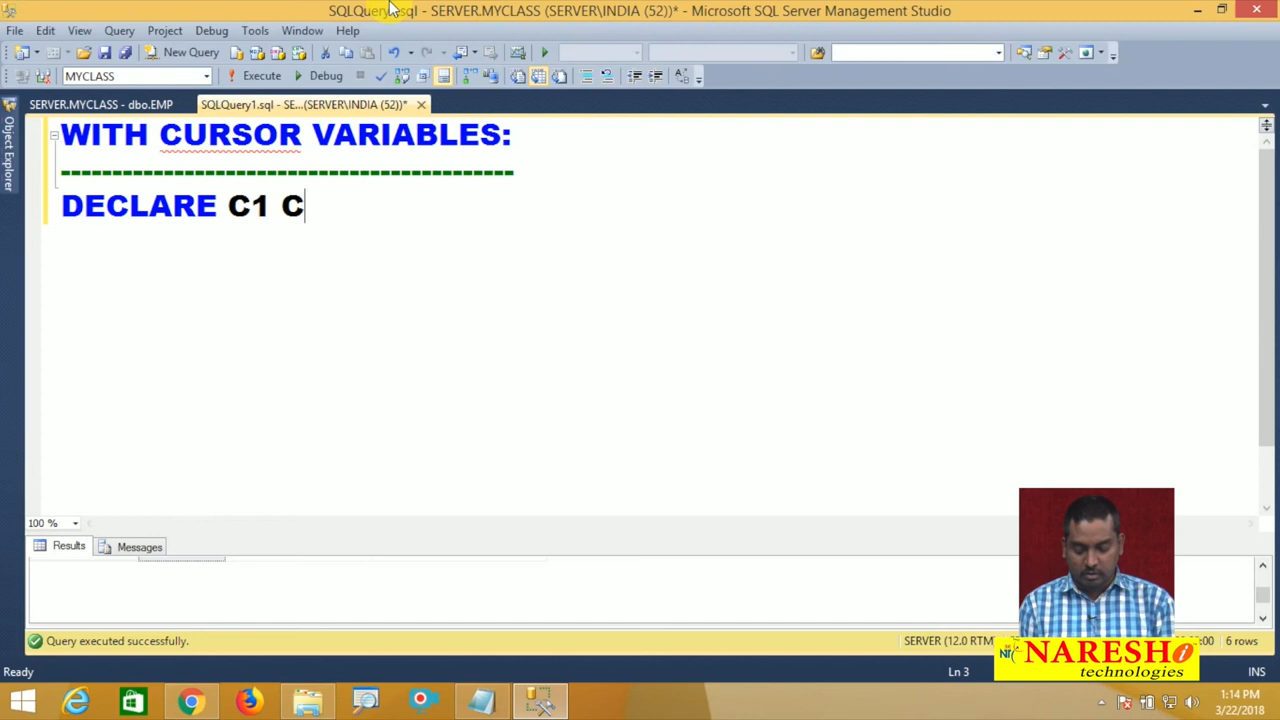 SQLQuery1.sql - SERVER.MYCLASS (SERVER\INDIA (52))* - Microsoft SQL Server Management Studio
File Edit View Query Project Debug Tools Window Help
New Query
MYCLASS Execute Debug
SERVER.MYCLASS - dbo.EMP SQLQuery1.sql - SE...(SERVER\INDIA (52))*
Object Explorer
WITH CURSOR VARIABLES:
DECLARE C1 C
100 %
Results Messages
Query executed successfully. SERVER (12.0 RTM) 6 rows
NARESH i
technologies
Ready Ln 3 INS
1:14 PM
3/22/2018